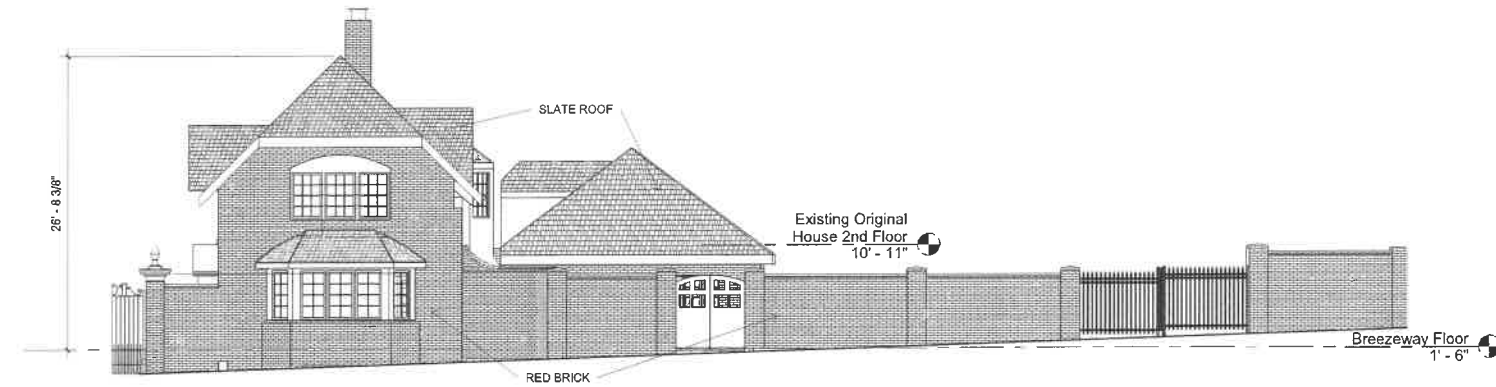 SLATE ROOF
26' - 8 3/8"
Existing Original
House 2nd Floor
10' - 11"
Breezeway Floor
1' - 6"
RED BRICK